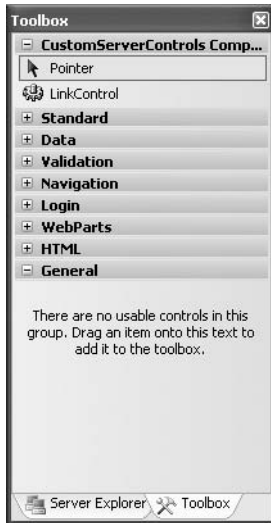 Toolbox
CustomServerControls Comp...
Pointer
LinkControl
Standard
Data
Validation
Navigation
Login
WebParts
HTML
General
There are no usable controls in this
group. Drag an item onto this text to
add it to the toolbox.
Server Explorer Toolbox